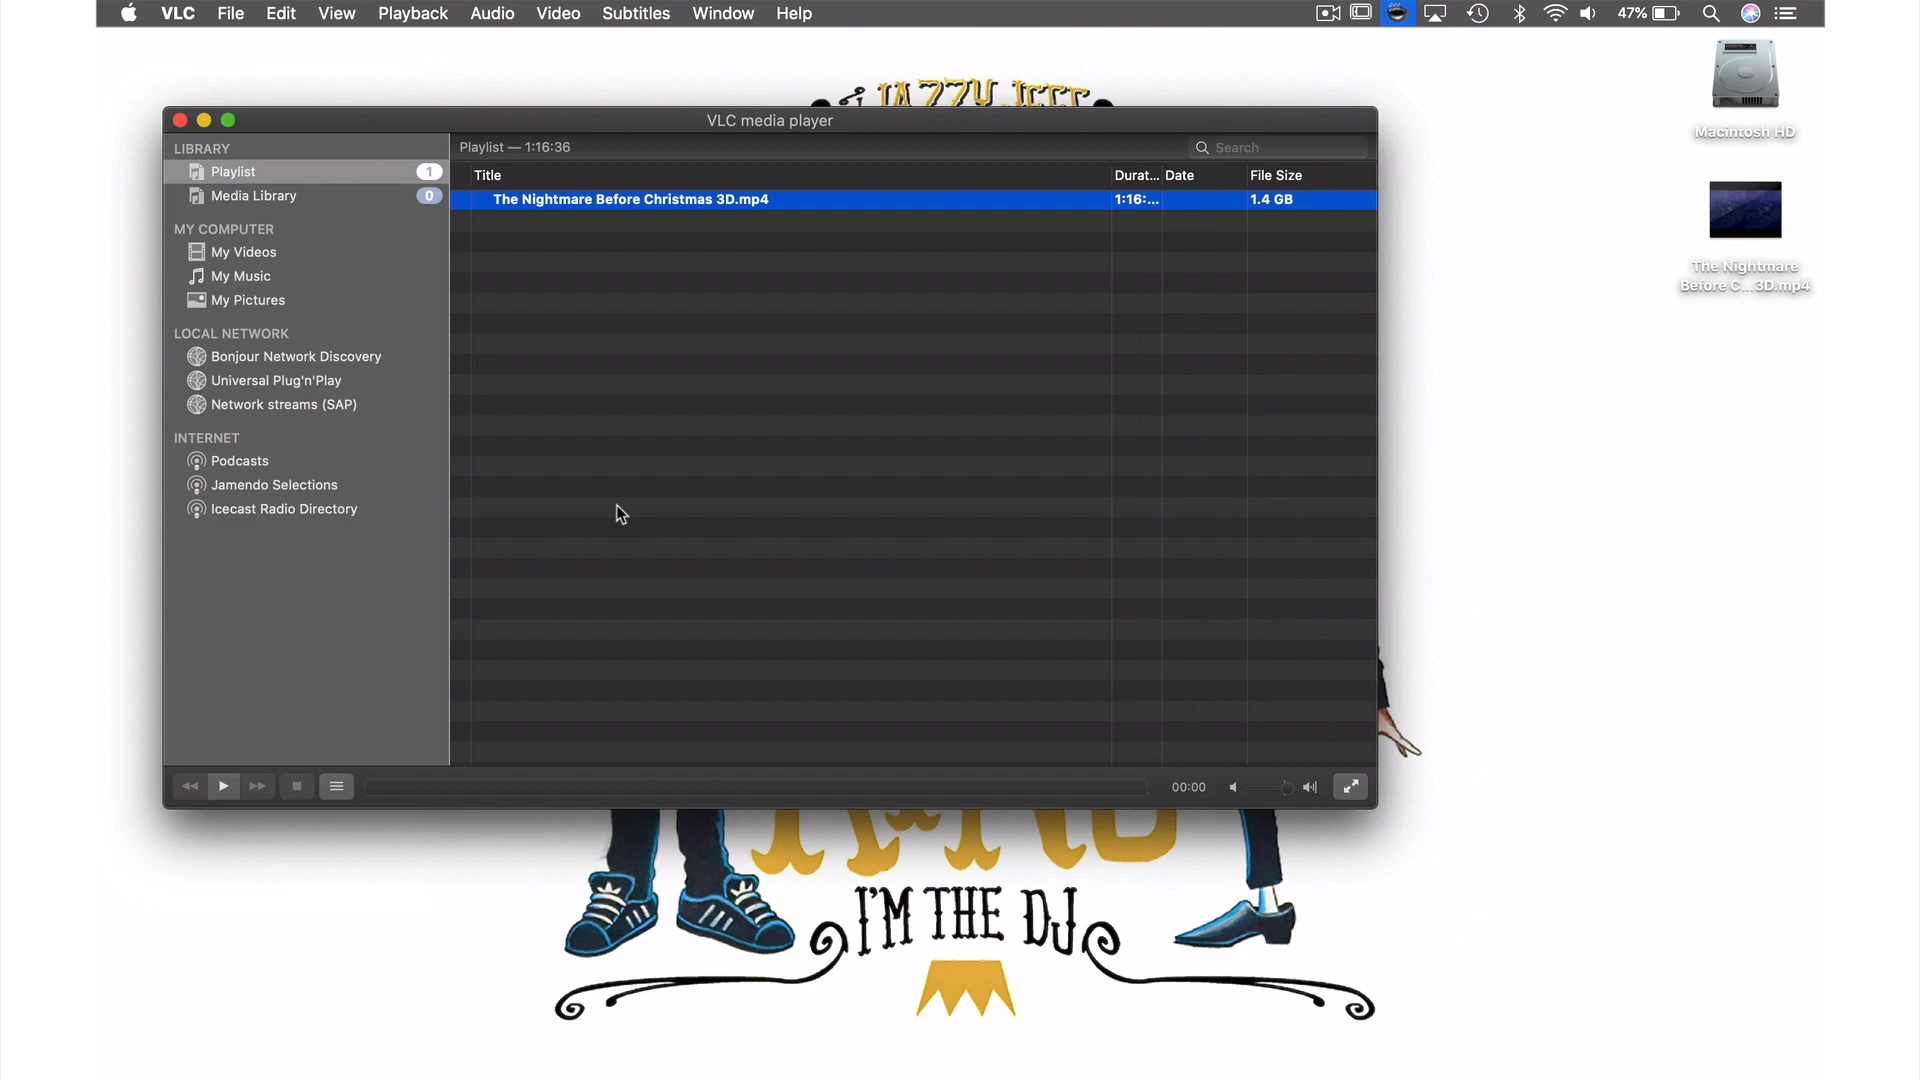 VLC File Edit View Playback Audio Video Subtitles Window Help 47%
JAZZY JEFF
Macintosh HD
VLC media player
LIBRARY
Playlist 1
Media Library 0
MY COMPUTER
My Videos
My Music
My Pictures
LOCAL NETWORK
Bonjour Network Discovery
Universal Plug'n'Play
Network streams (SAP)
INTERNET
Podcasts
Jamendo Selections
Icecast Radio Directory
Playlist — 1:16:36 Search
Title Durat... Date File Size
The Nightmare Before Christmas 3D.mp4 1:16:... 1.4 GB
The Nightmare
Before C...3D.mp4
00:00
I'M THE DJ